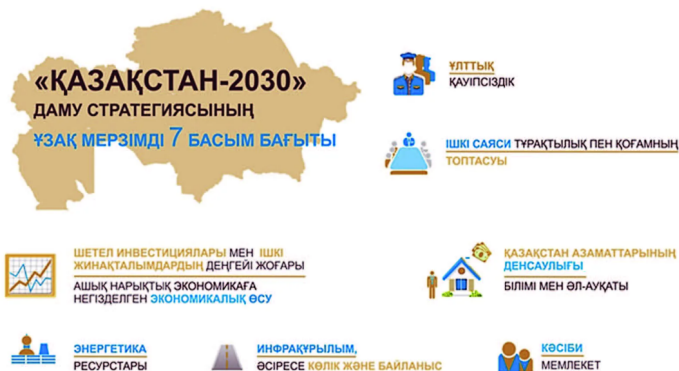 «ҚАЗАҚСТАН-2030»
ДАМУ СТРАТЕГИЯСЫНЫҢ
ҰЗАҚ МЕРЗІМДІ 7 БАСЫМ БАҒЫТЫ
ҰЛТТЫҚ
ҚАУІПСІЗДІК
ІШКІ САЯСИ ТҰРАҚТЫЛЫҚ ПЕН ҚОҒАМНЫҢ
ТОПТАСУЫ
ШЕТЕЛ ИНВЕСТИЦИЯЛАРЫ МЕН ІШКІ
ЖИНАҚТАЛЫМДАРДЫҢ ДЕҢГЕЙІ ЖОҒАРЫ
АШЫҚ НАРЫҚТЫҚ ЭКОНОМИКАҒА
НЕГІЗДЕЛГЕН ЭКОНОМИКАЛЫҚ ӨСУ
ҚАЗАҚСТАН АЗАМАТТАРЫНЫҢ
ДЕНСАУЛЫҒЫ
БІЛІМІ МЕН ӘЛ-АУҚАТЫ
ЭНЕРГЕТИКА
РЕСУРСТАРЫ
ИНФРАҚҰРЫЛЫМ,
ӘСІРЕСЕ КӨЛІК ЖӘНЕ БАЙЛАНЫС
КӘСІБИ
МЕМЛЕКЕТ